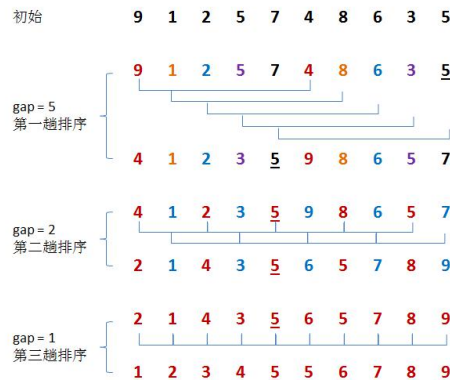 初始 9 1 2 5 7 4 8 6 3 5
9 1 2 5 7 4 8 6 3 5
gap = 5
第一趟排序
4 1 2 3 5 9 8 6 5 7
4 1 2 3 5 9 8 6 5 7
gap = 2
第二趟排序
2 1 4 3 5 6 5 7 8 9
2 1 4 3 5 6 5 7 8 9
gap = 1
第三趟排序
1 2 3 4 5 5 6 7 8 9